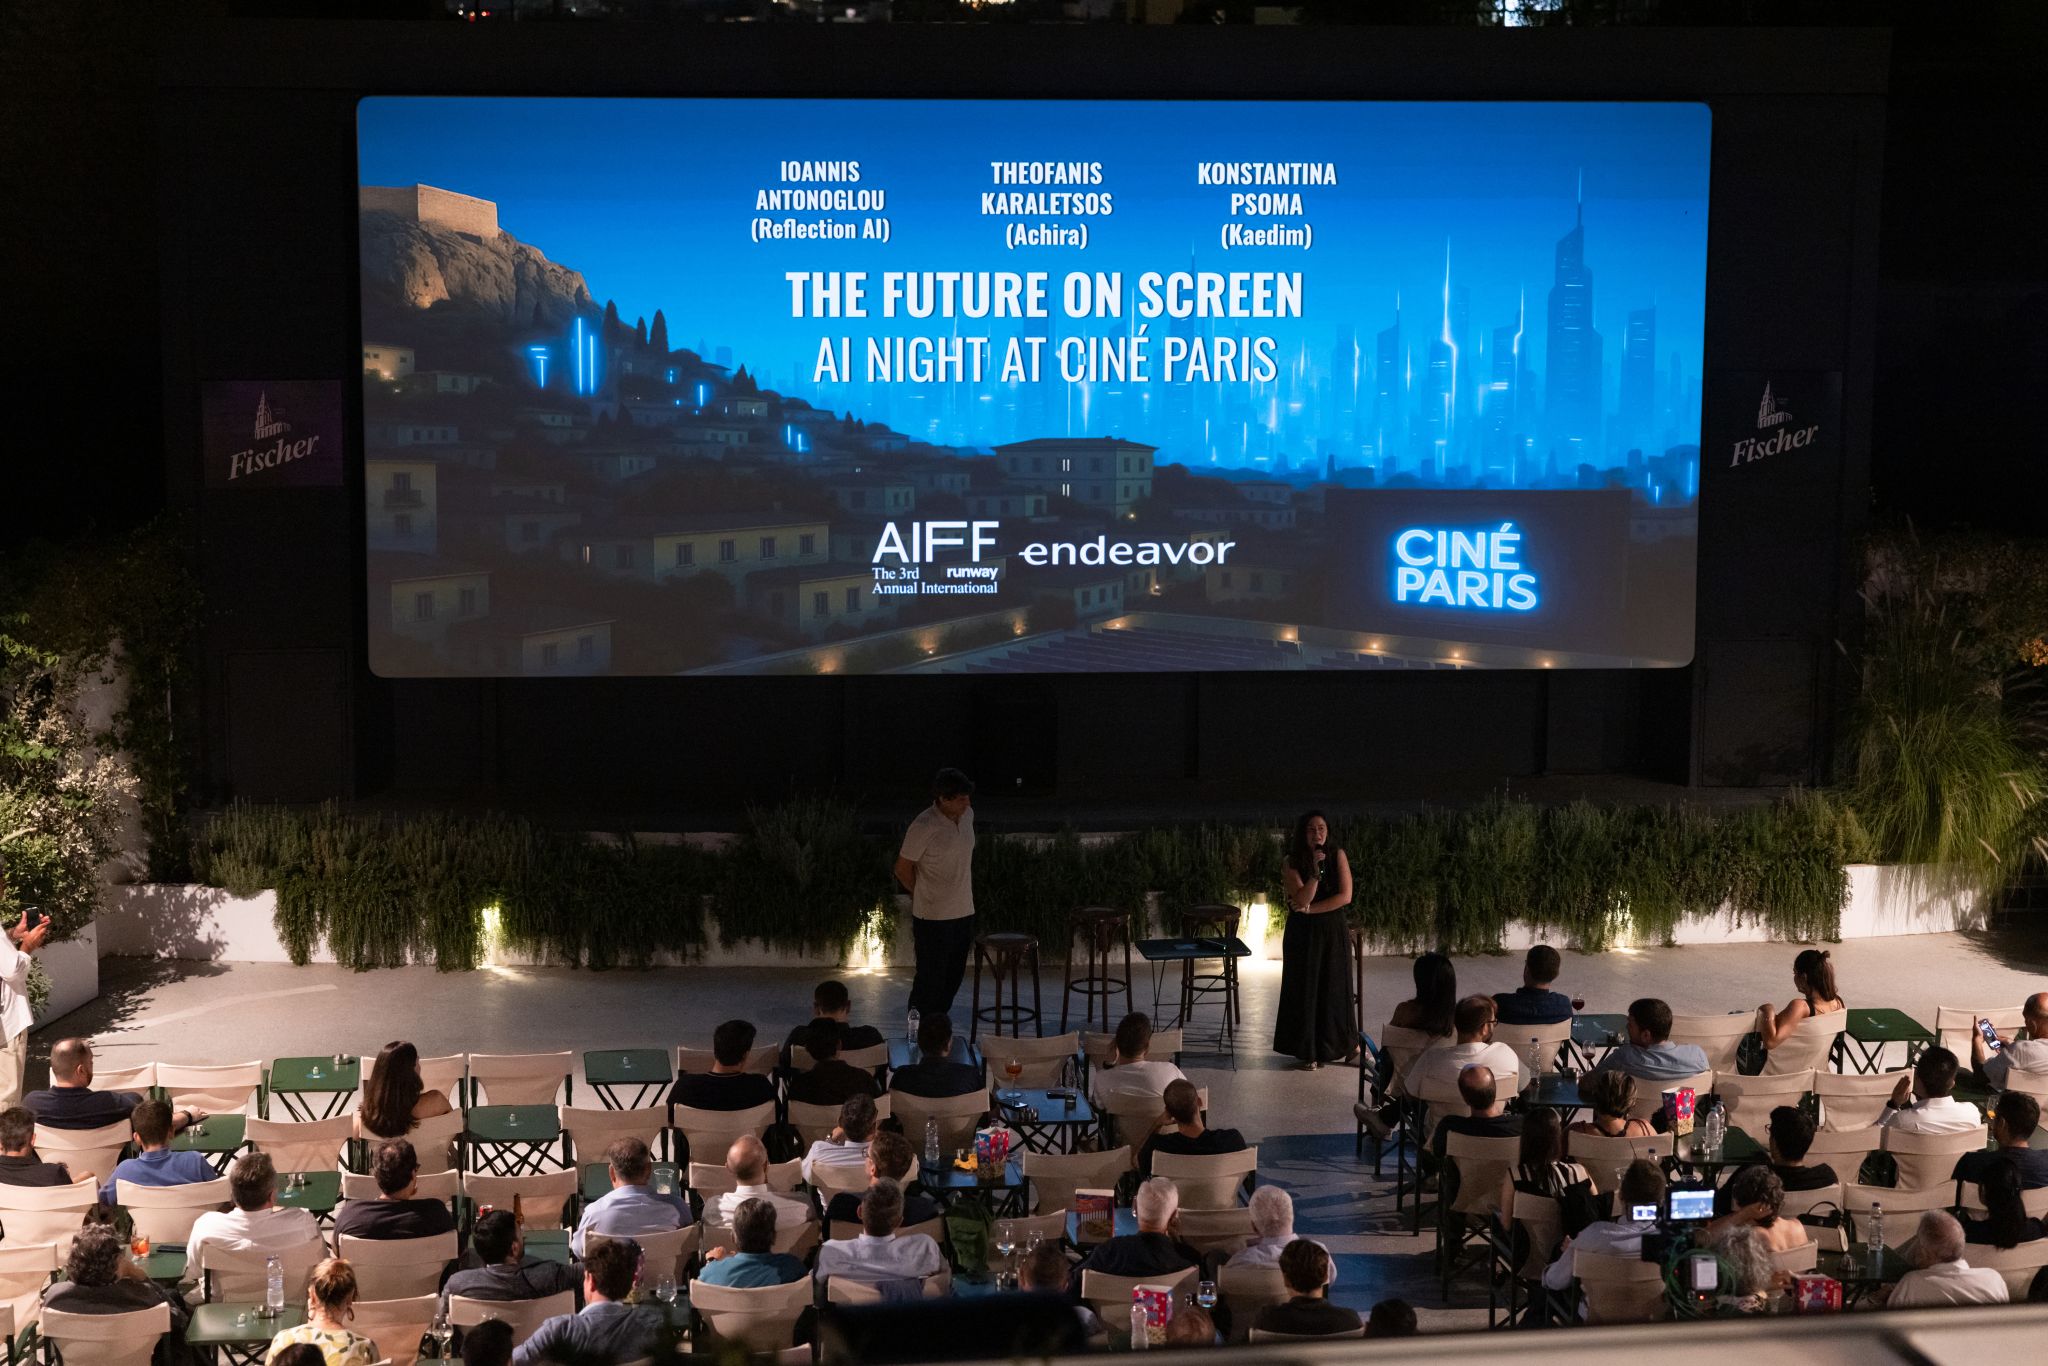 IOANNIS
ANTONOGLOU
(Reflection AI)
THEOFANIS
KARALETSOS
(Achira)
KONSTANTINA
PSOMA
(Kaedim)
THE FUTURE ON SCREEN
AI NIGHT AT CINÉ PARIS
Fischer
Fischer
AIFF
The 3rd runway
Annual International
endeavor
CINÉ
PARIS